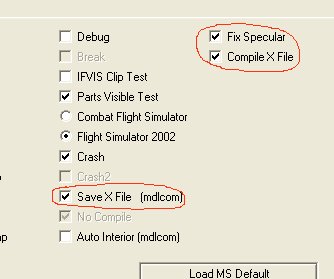 Debug
Break
IFVIS Clip Test
Parts Visible Test
Combat Flight Simulator
Flight Simulator 2002
Crash
Crash2
Save X File (mdlcom)
No Compile
Auto Interior (mdlcom)
Fix Specular
Compile X File
Load MS Default